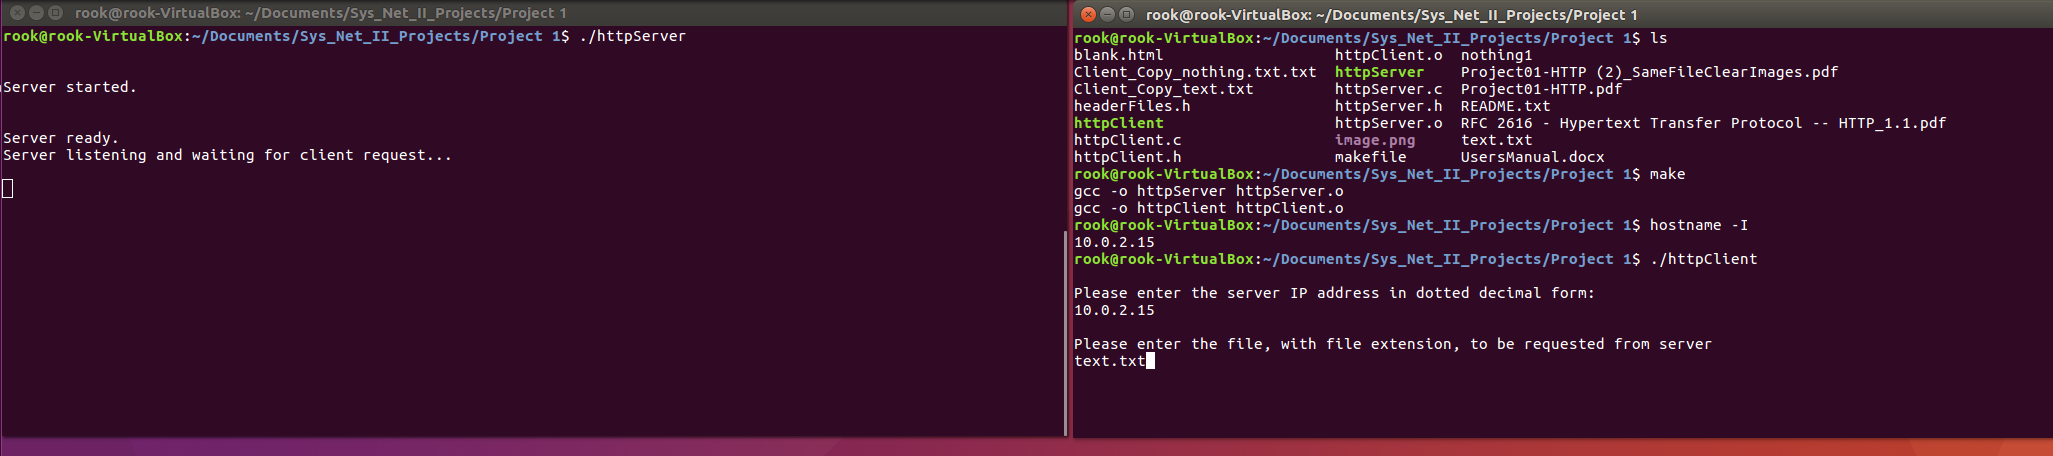 rook@rook-VirtualBox: ~/Documents/Sys_Net_II_Projects/Project 1
rook@rook-VirtualBox:~/Documents/Sys_Net_II_Projects/Project 1$ ./httpServer
Server started.
Server ready.
Server listening and waiting for client request...
rook@rook-VirtualBox: ~/Documents/Sys_Net_II_Projects/Project 1
rook@rook-VirtualBox:~/Documents/Sys_Net_II_Projects/Project 1$ ls
blank.html httpClient.o nothing1
Client_Copy_nothing.txt.txt httpServer Project01-HTTP (2)_SameFileClearImages.pdf
Client_Copy_text.txt httpServer.c Project01-HTTP.pdf
headerFiles.h httpServer.h README.txt
httpClient httpServer.o RFC 2616 - Hypertext Transfer Protocol -- HTTP_1.1.pdf
httpClient.c image.png text.txt
httpClient.h makefile UsersManual.docx
rook@rook-VirtualBox:~/Documents/Sys_Net_II_Projects/Project 1$ make
gcc -o httpServer httpServer.o
gcc -o httpClient httpClient.o
rook@rook-VirtualBox:~/Documents/Sys_Net_II_Projects/Project 1$ hostname -I
10.0.2.15
rook@rook-VirtualBox:~/Documents/Sys_Net_II_Projects/Project 1$ ./httpClient
Please enter the server IP address in dotted decimal form:
10.0.2.15
Please enter the file, with file extension, to be requested from server
text.txt